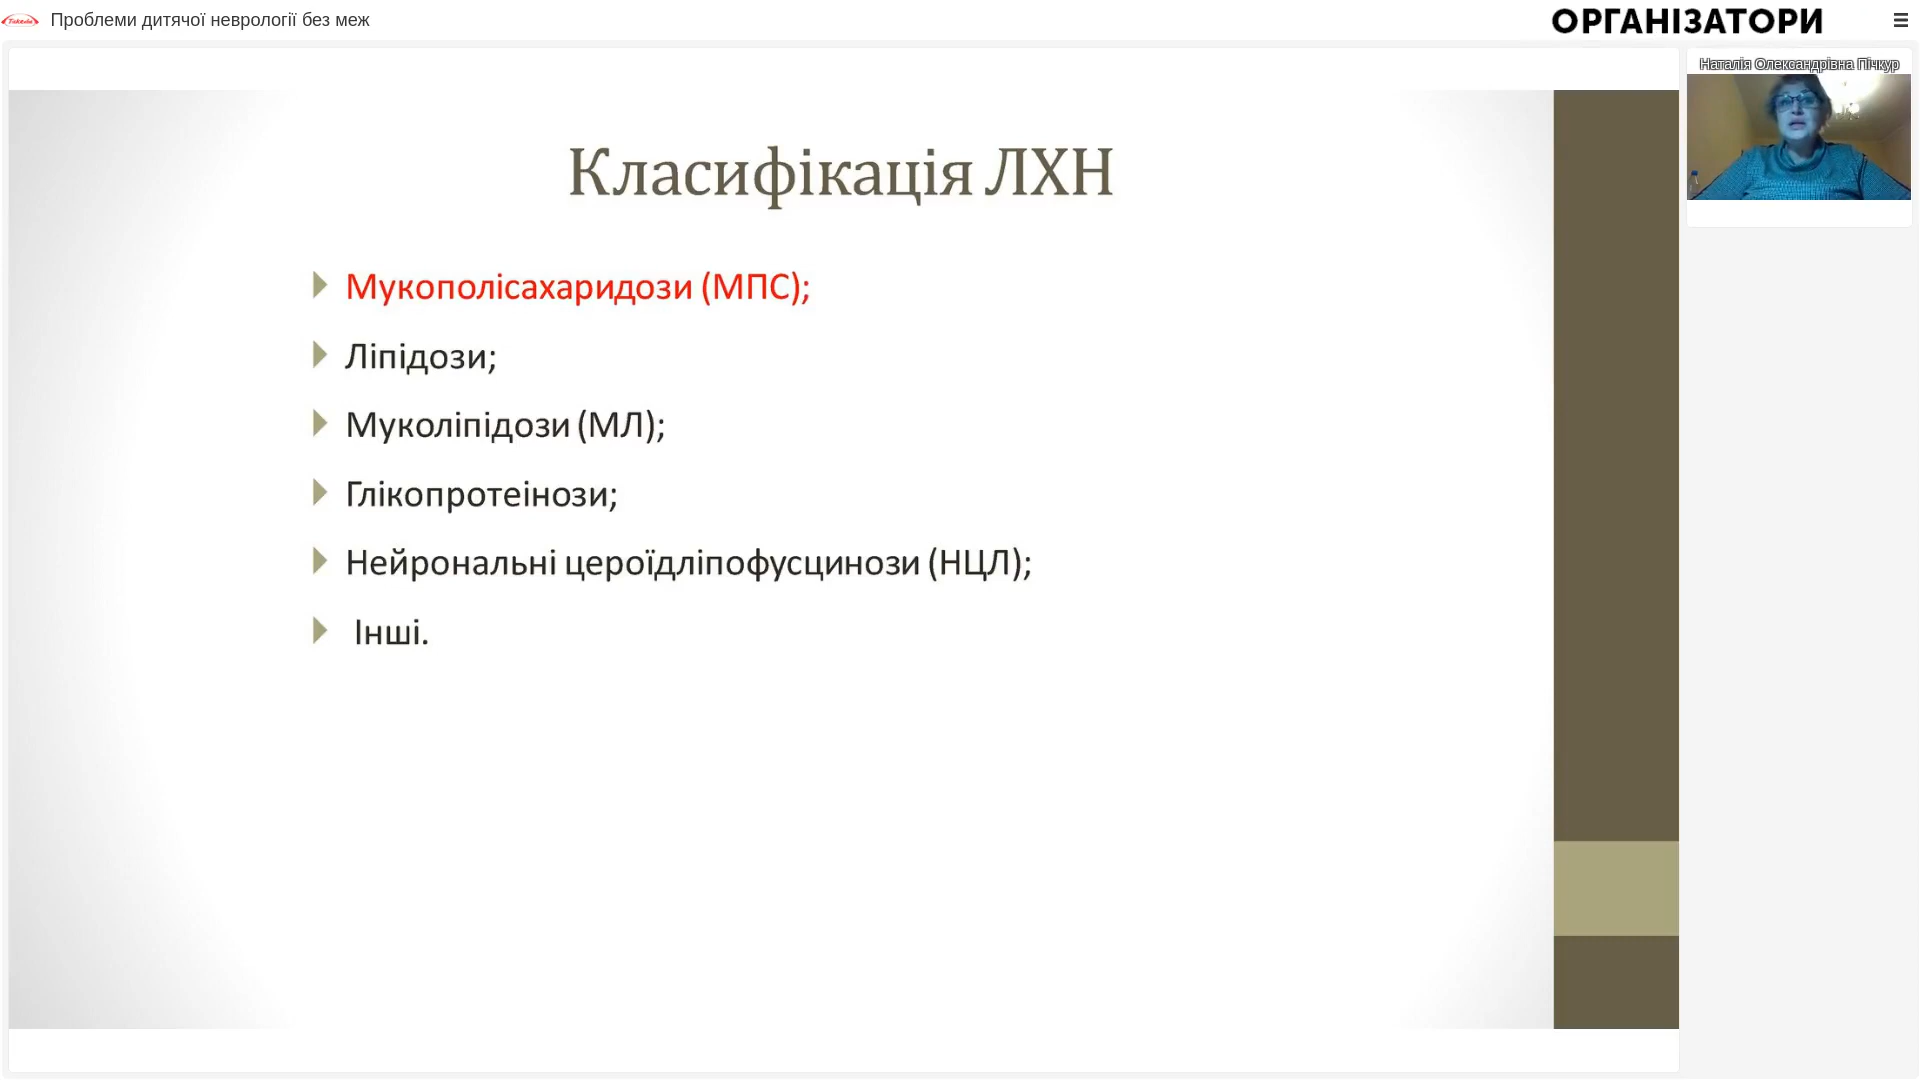 Takeda
Проблеми дитячої неврології без меж
ОРГАНІЗАТОРИ
Наталія Олександрівна Пічкур
Класифікація ЛХН
Мукополісахаридози (МПС);
Ліпідози;
Муколіпідози (МЛ);
Глікопротеінози;
Нейрональні цероїдліпофусцинози (НЦЛ);
Інші.